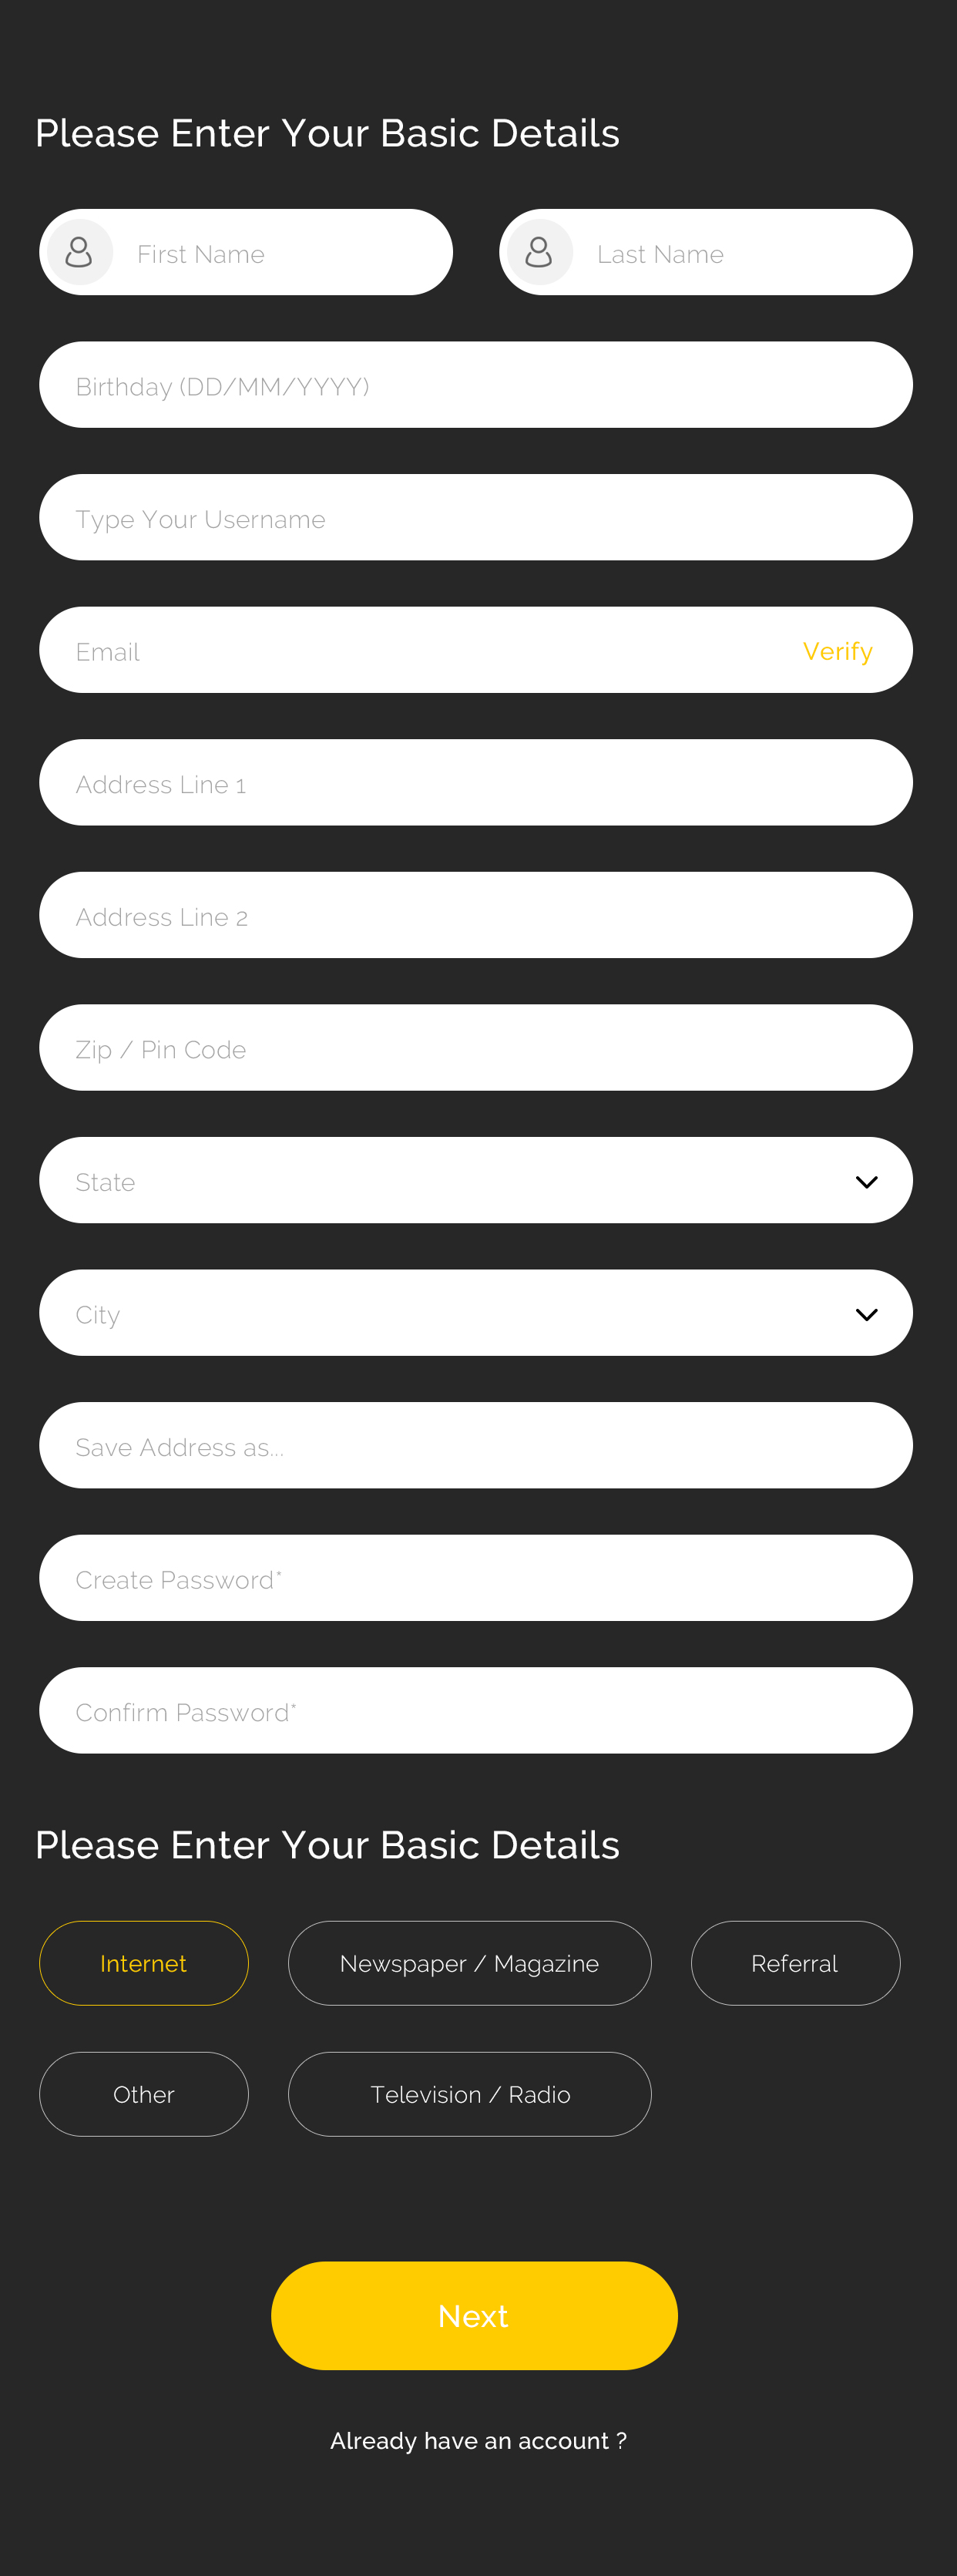 Please Enter Your Basic Details
First Name
Last Name
Birthday (DD/MM/YYYY)
Type Your Username
Email
Verify
Address Line 1
Address Line 2
Zip / Pin Code
State
City
Save Address as...
Create Password*
Confirm Password*
Please Enter Your Basic Details
Internet
Newspaper / Magazine
Referral
Other
Television / Radio
Next
Already have an account ?